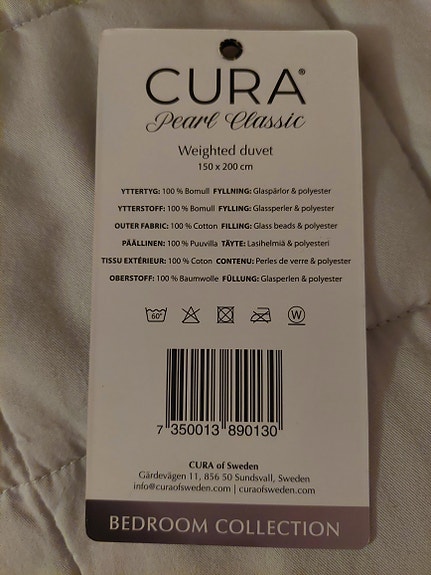 CURA®
Pearl Classic
Weighted duvet
150 x 200 cm
YTTERTYG: 100 % Bomull FYLLNING: Glaspärlor & polyester
YTTERSTOFF: 100 % Bomull FYLLING: Glassperler & polyester
OUTER FABRIC: 100 % Cotton FILLING: Glass beads & polyester
PÄÄLLINEN: 100 % Puuvilla TÄYTE: Lasihelmiä & polyesteri
TISSU EXTÉRIEUR: 100 % Coton CONTENU: Perles de verre & polyester
OBERSTOFF: 100 % Baumwolle FÜLLUNG: Glasperlen & polyester
60° W
7 350013 890130
CURA of Sweden
Gärdevägen 11, 856 50 Sundsvall, Sweden
info@curaofsweden.com | curaofsweden.com
BEDROOM COLLECTION